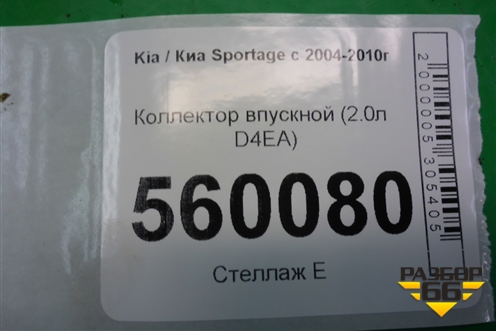 Kia / Киа Sportage с 2004-2010г
Коллектор впускной (2.0л
D4EA)
560080
Стеллаж Е
2000005305405
РАЗБОР
66